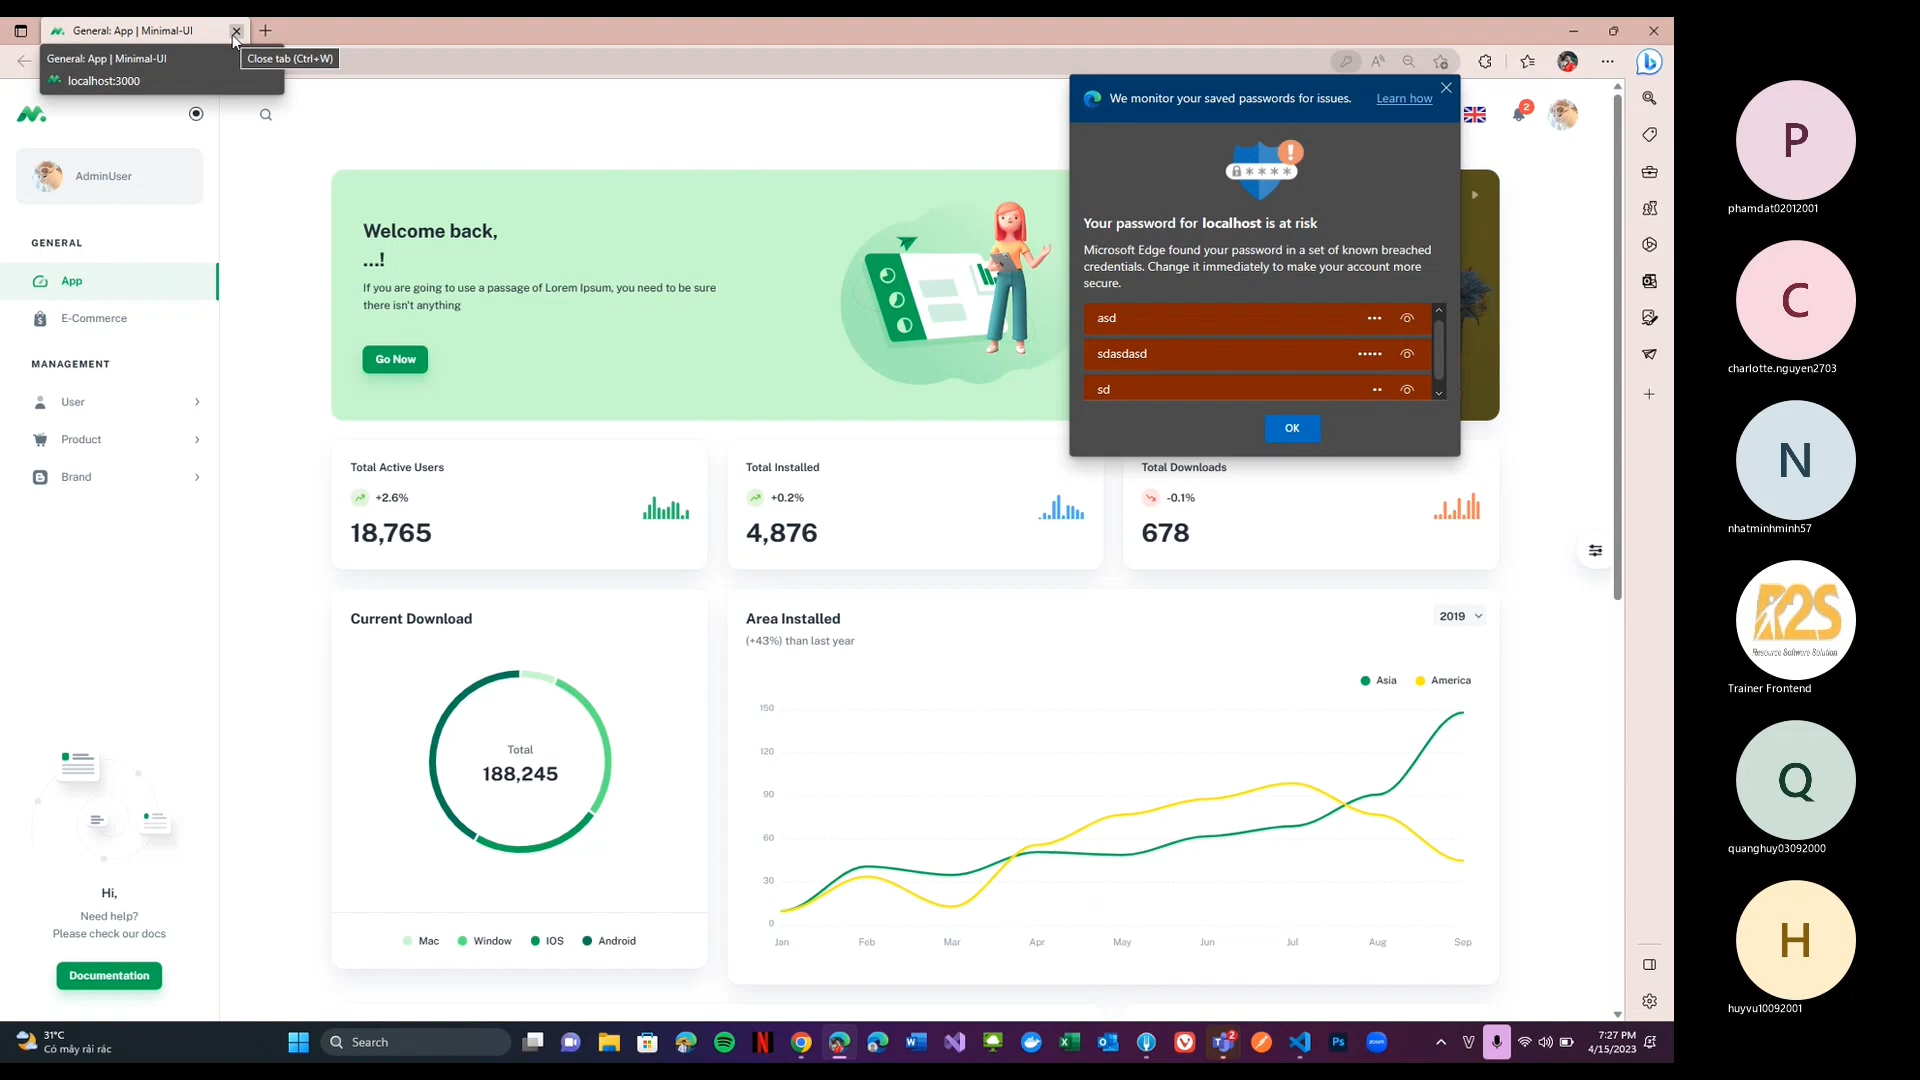 General: App | Minimal-UI
General: App | Minimal-UI
Close tab (Ctrl+W)
localhost:3000
We monitor your saved passwords for issues.
Learn how
Your password for localhost is at risk
Microsoft Edge found your password in a set of known breached
credentials. Change it immediately to make your account more
secure.
asd
sdasdasd
sd
OK
2
AdminUser
GENERAL
App
E-Commerce
MANAGEMENT
User
Product
Brand
Hi,
Need help?
Please check our docs
Documentation
Welcome back,
...!
If you are going to use a passage of Lorem Ipsum, you need to be sure
there isn't anything
Go Now
Total Active Users
+2.6%
18,765
Total Installed
+0.2%
4,876
Total Downloads
-0.1%
678
Current Download
Total
188,245
Mac
Window
IOS
Android
Area Installed
(+43%) than last year
2019
Asia
America
150
120
90
60
30
0
Jan
Feb
Mar
Apr
May
Jun
Jul
Aug
Sep
31°C
Có mây rải rác
Search
2
Ps
zoom
7:27 PM
4/15/2023
P
phamdat02012001
C
charlotte.nguyen2703
N
nhatminhminh57
R2S
Resource Software Solution
Trainer Frontend
Q
quanghuy03092000
H
huyvu10092001